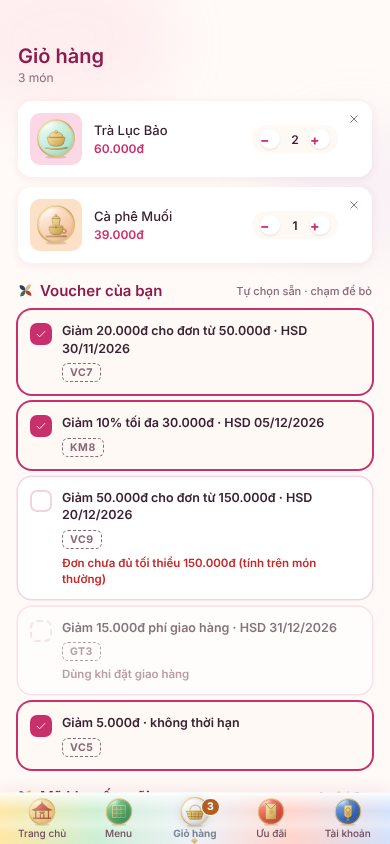 Giỏ hàng
3 món
Trà Lục Bảo
60.000đ
− 2 +
Cà phê Muối
39.000đ
− 1 +
Voucher của bạn
Tự chọn sẵn · chạm để bỏ
Giảm 20.000đ cho đơn từ 50.000đ · HSD
30/11/2026
VC7
Giảm 10% tối đa 30.000đ · HSD 05/12/2026
KM8
Giảm 50.000đ cho đơn từ 150.000đ · HSD
20/12/2026
VC9
Đơn chưa đủ tối thiểu 150.000đ (tính trên món
thường)
Giảm 15.000đ phí giao hàng · HSD 31/12/2026
GT3
Dùng khi đặt giao hàng
Giảm 5.000đ · không thời hạn
VC5
3
Trang chủ
Menu
Giỏ hàng
Ưu đãi
Tài khoản